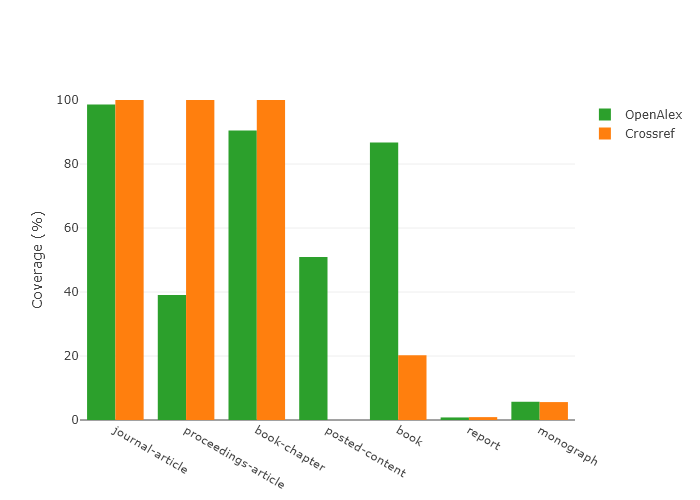 100
80
60
40
20
0
Coverage (%)
journal-article
proceedings-article
book-chapter
posted-content
book
report
monograph
OpenAlex
Crossref